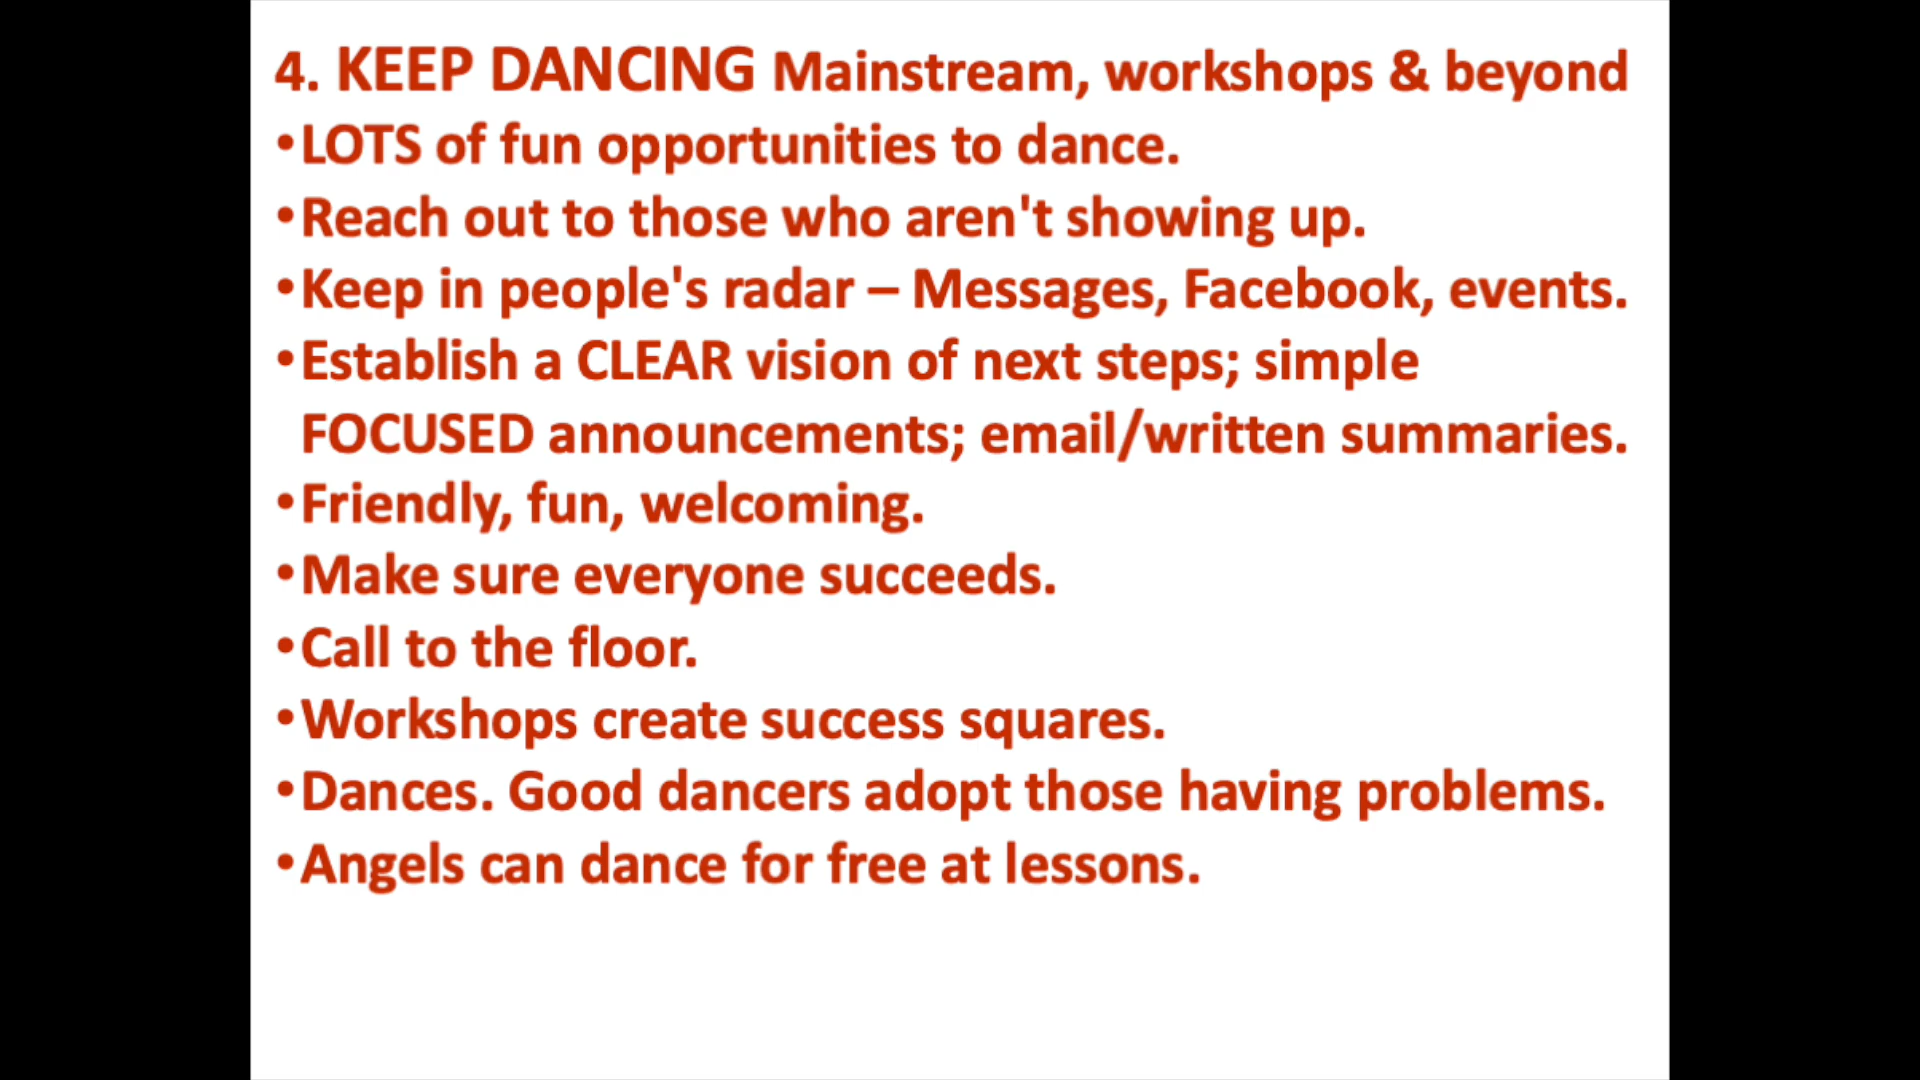 4. KEEP DANCING Mainstream, workshops & beyond
•LOTS of fun opportunities to dance.
•Reach out to those who aren't showing up.
•Keep in people's radar – Messages, Facebook, events.
•Establish a CLEAR vision of next steps; simple
FOCUSED announcements; email/written summaries.
•Friendly, fun, welcoming.
•Make sure everyone succeeds.
•Call to the floor.
•Workshops create success squares.
•Dances. Good dancers adopt those having problems.
•Angels can dance for free at lessons.